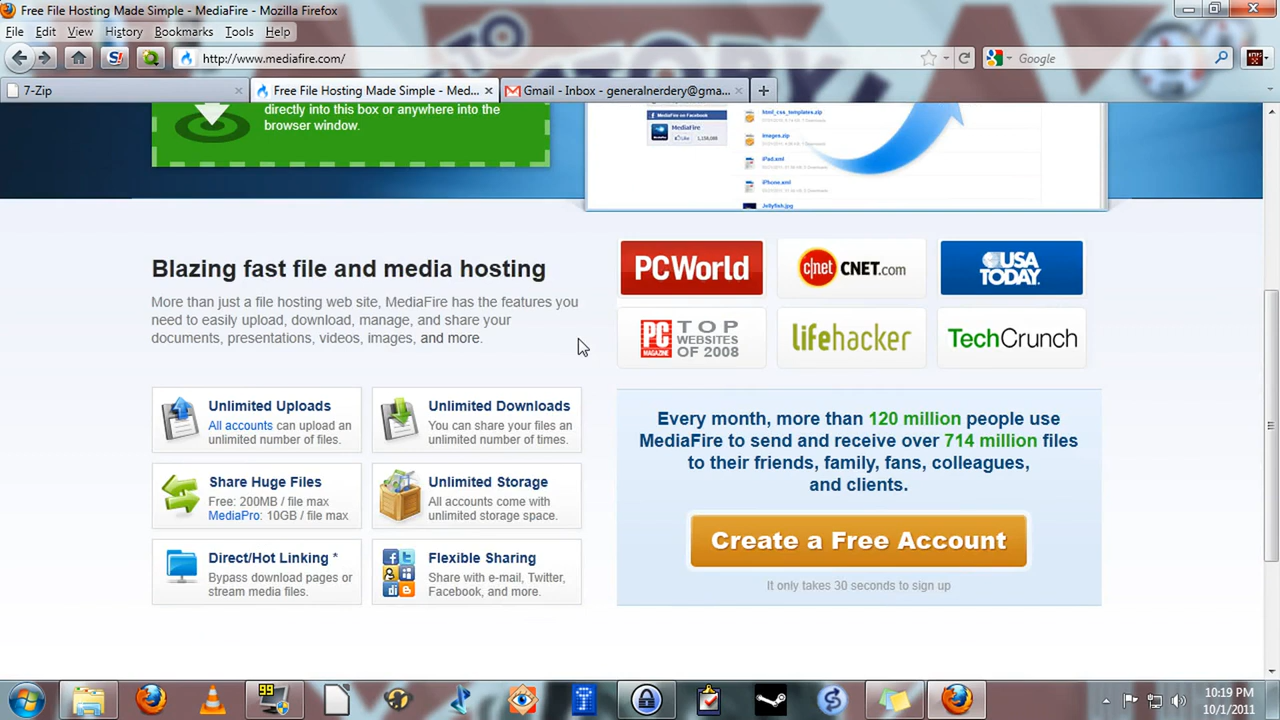 Free File Hosting Made Simple - MediaFire - Mozilla Firefox
File Edit View History Bookmarks Tools Help
http://www.mediafire.com/
Google
7-Zip
Free File Hosting Made Simple - Med...
Gmail - Inbox - generalnerdery@gma...
directly into this box or anywhere into the
browser window.
MediaFire on Facebook
MediaFire
Like
html_css_templates.zip
images.zip
iPad.xml
iPhone.xml
Jellyfish.jpg
Blazing fast file and media hosting
More than just a file hosting web site, MediaFire has the features you
need to easily upload, download, manage, and share your
documents, presentations, videos, images, and more.
PCWorld
c|net CNET.com
USA TODAY.
PC MAGAZINE TOP WEBSITES OF 2008
lifehacker
TechCrunch
Unlimited Uploads
All accounts can upload an
unlimited number of files.
Unlimited Downloads
You can share your files an
unlimited number of times.
Share Huge Files
Free: 200MB / file max
MediaPro: 10GB / file max
Unlimited Storage
All accounts come with
unlimited storage space.
Direct/Hot Linking *
Bypass download pages or
stream media files.
Flexible Sharing
Share with e-mail, Twitter,
Facebook, and more.
Every month, more than 120 million people use
MediaFire to send and receive over 714 million files
to their friends, family, fans, colleagues,
and clients.
Create a Free Account
It only takes 30 seconds to sign up
99
10:19 PM
10/1/2011